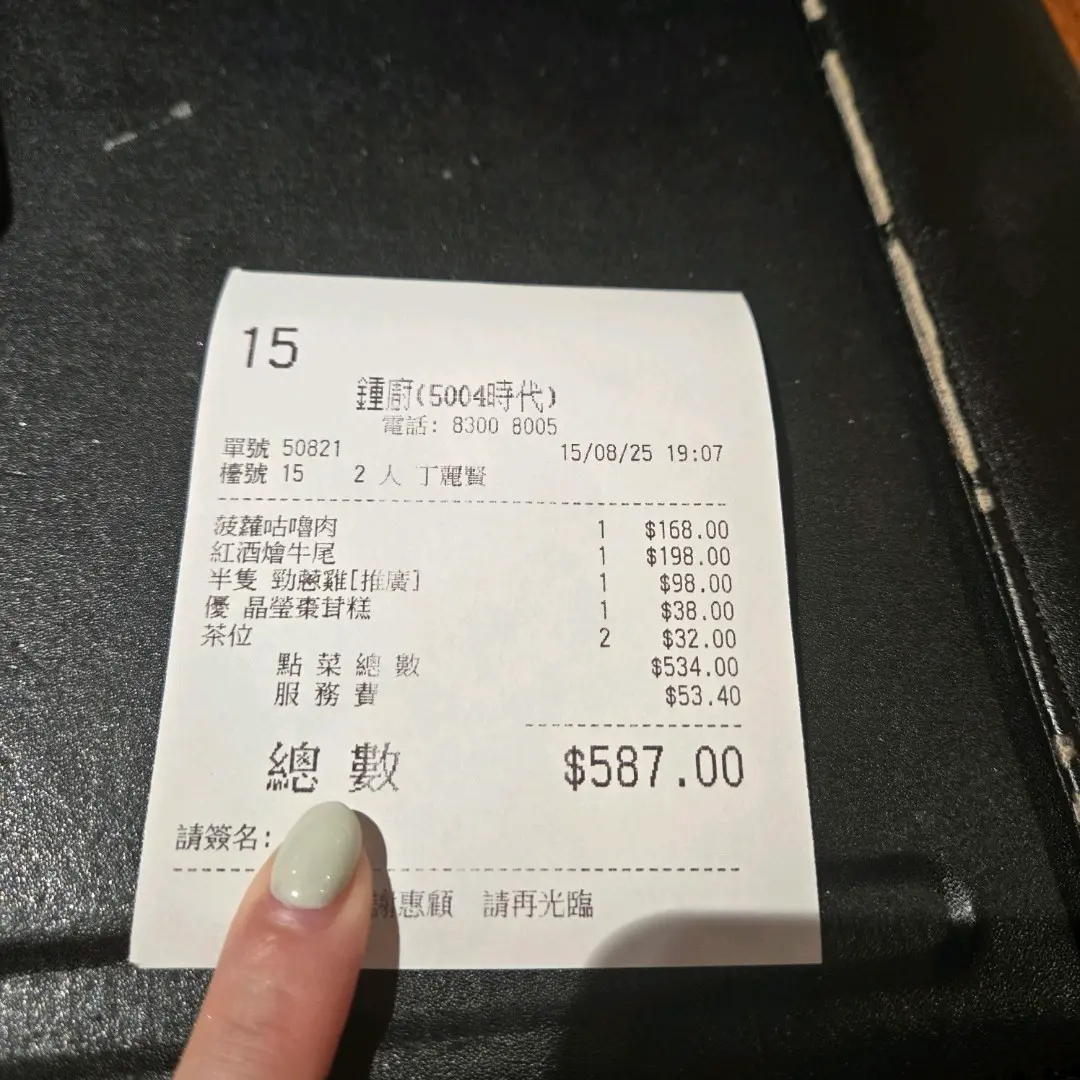 15
鍾廚(5004時代)
電話: 8300 8005
單號 50821 15/08/25 19:07
檯號 15 2 人 丁麗賢
菠蘿咕嚕肉 1 $168.00
紅酒燴牛尾 1 $198.00
半隻 勁蔥雞[推廣] 1 $98.00
優 晶瑩棗茸糕 1 $38.00
茶位 2 $32.00
點菜總數 $534.00
服務費 $53.40
總數 $587.00
請簽名:
謝惠顧 請再光臨